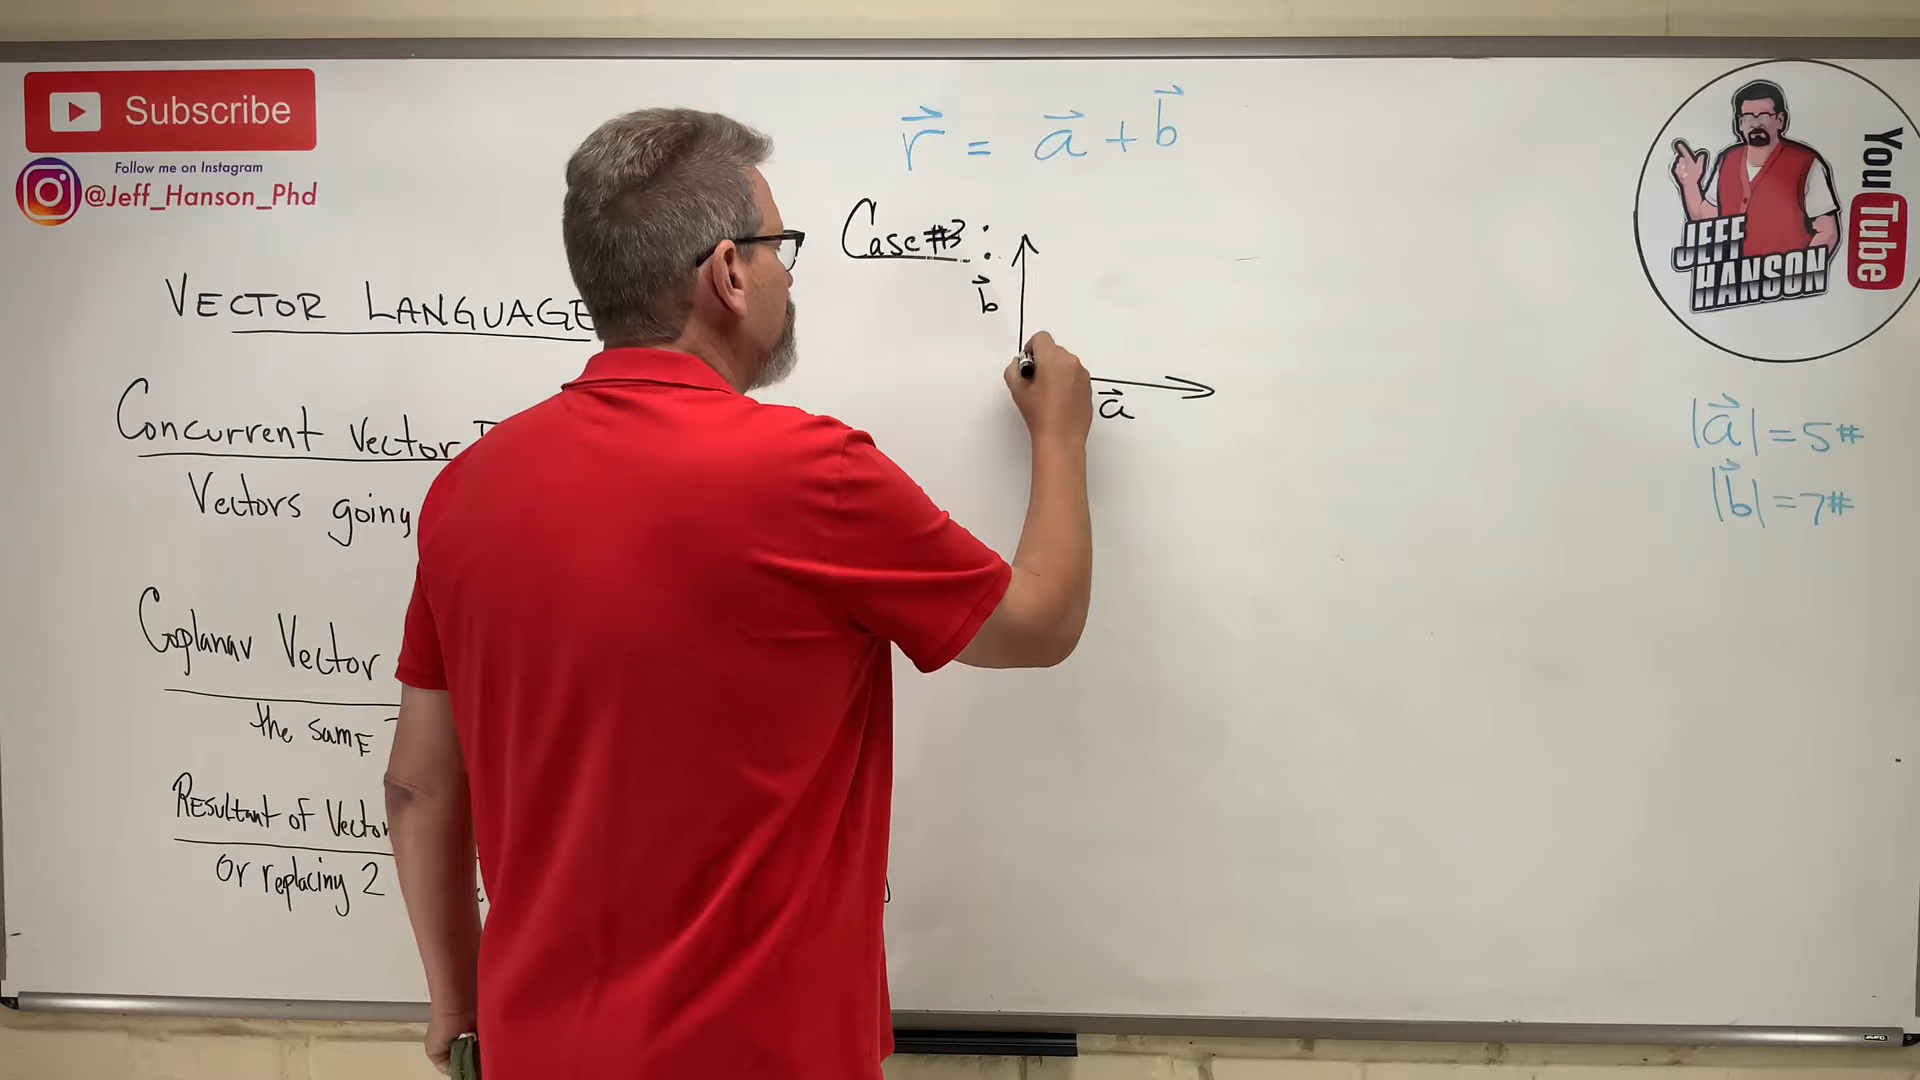 Subscribe
Follow me on Instagram
@Jeff_Hanson_Phd
VECTOR LANGUAGE
Concurrent Vector
Vectors going
Coplanar Vector
the same
Resultant of Vector
or replacing 2
r⃗ = a⃗ + b⃗
Case #3 :
b⃗
a⃗
|a⃗| = 5#
|b⃗| = 7#
JEFF
HANSON
YouTube